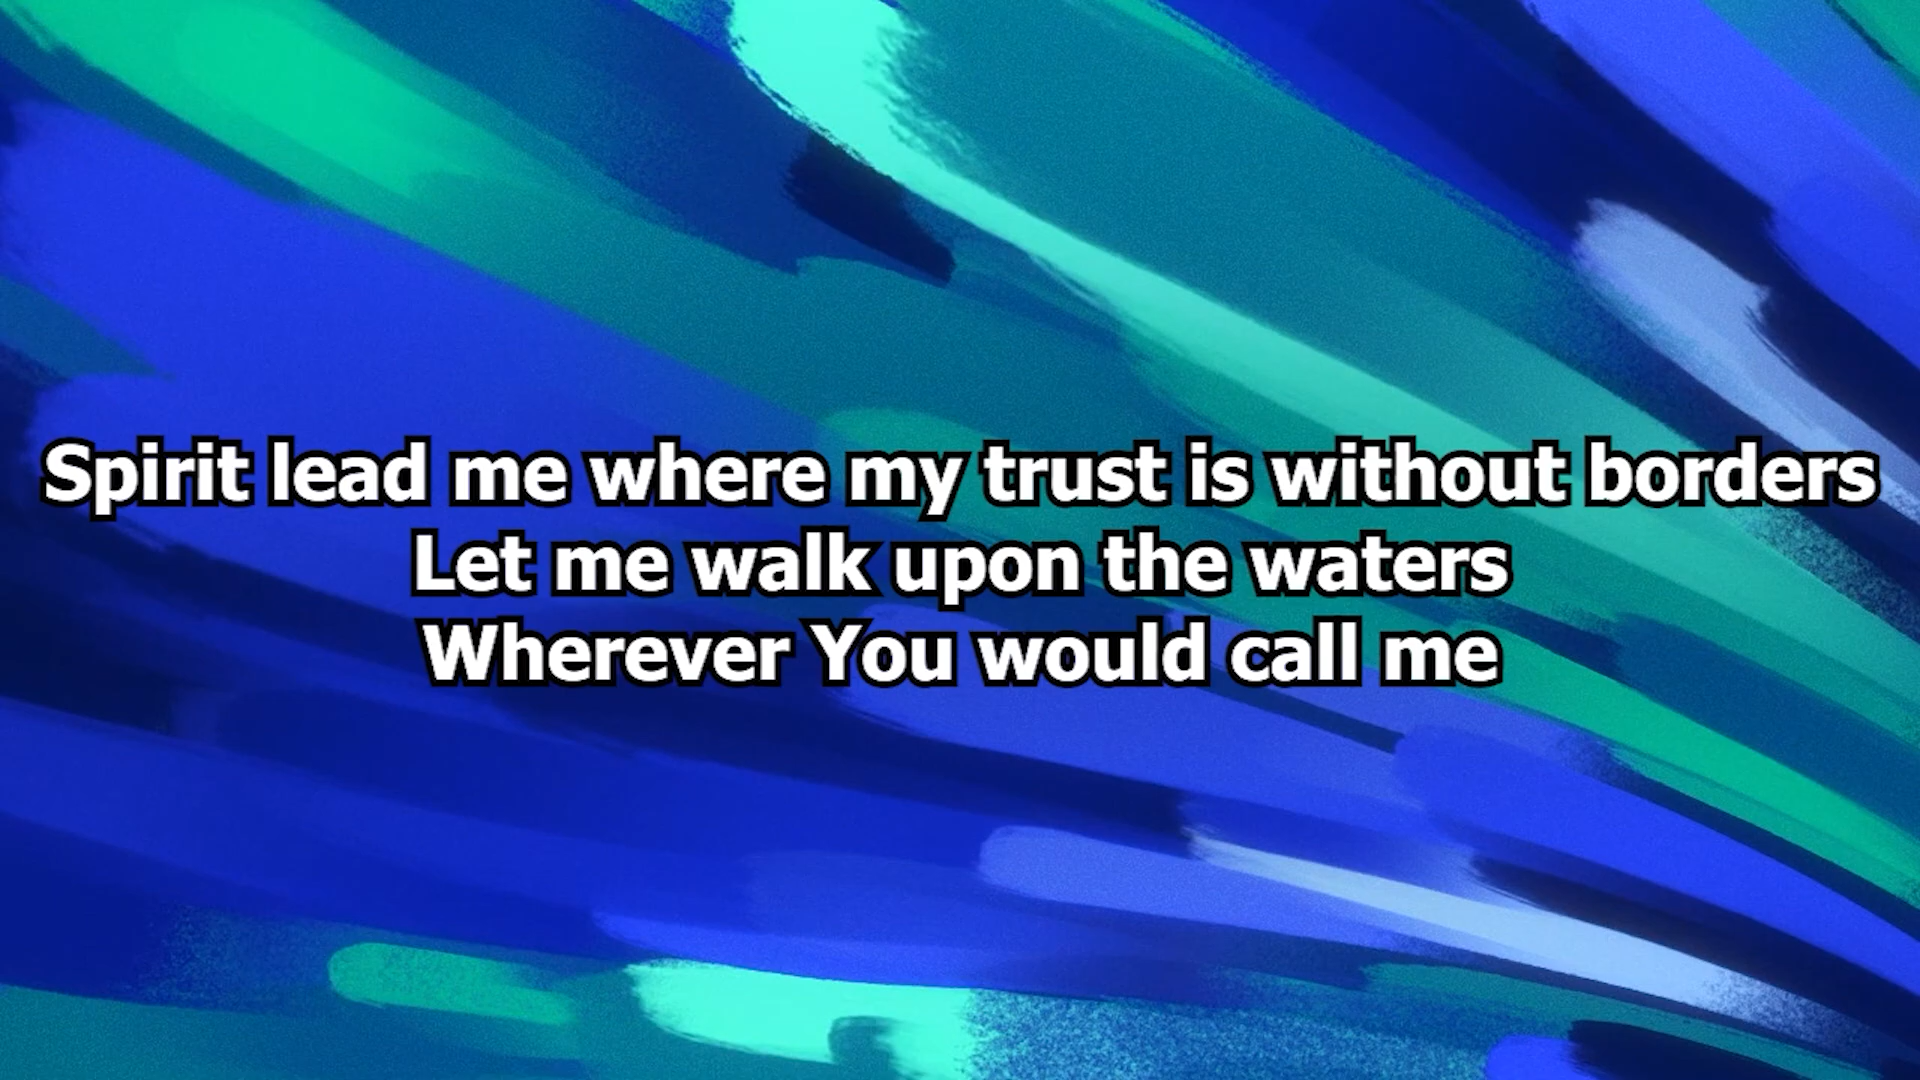 Spirit lead me where my trust is without borders
Let me walk upon the waters
Wherever You would call me